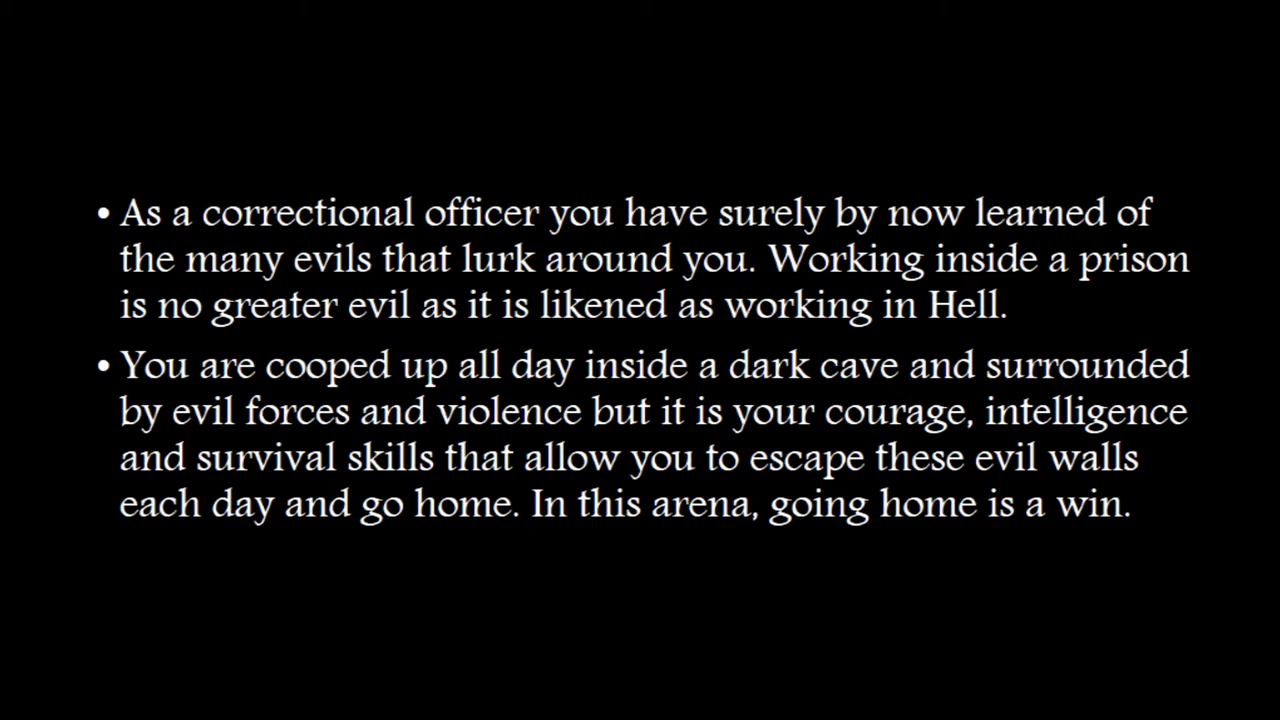 • As a correctional officer you have surely by now learned of
the many evils that lurk around you. Working inside a prison
is no greater evil as it is likened as working in Hell.
• You are cooped up all day inside a dark cave and surrounded
by evil forces and violence but it is your courage, intelligence
and survival skills that allow you to escape these evil walls
each day and go home. In this arena, going home is a win.